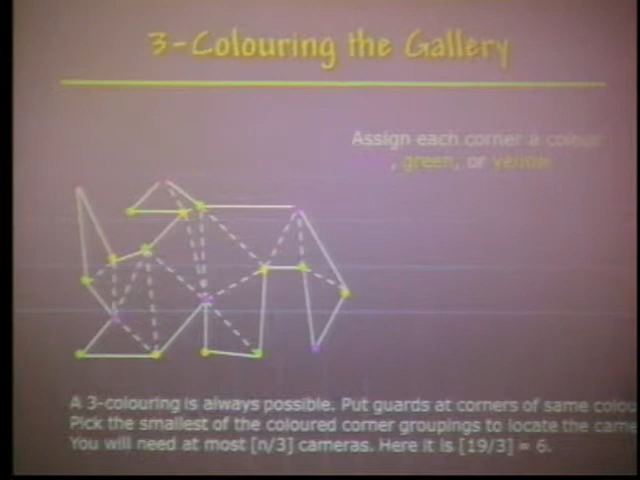 3-Colouring the Gallery
Assign each corner a colour:
, green, or yellow
A 3-colouring is always possible. Put guards at corners of same colou
Pick the smallest of the coloured corner groupings to locate the came
You will need at most [n/3] cameras. Here it is [19/3] = 6.